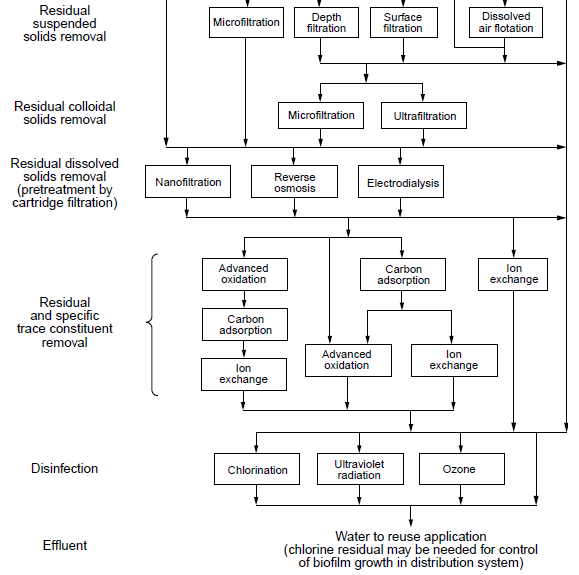 Residual
suspended
solids removal
Microfiltration
Depth
filtration
Surface
filtration
Dissolved
air flotation
Residual colloidal
solids removal
Microfiltration
Ultrafiltration
Residual dissolved
solids removal
(pretreatment by
cartridge filtration)
Nanofiltration
Reverse
osmosis
Electrodialysis
Residual
and specific
trace constituent
removal
Advanced
oxidation
Carbon
adsorption
Ion
exchange
Carbon
adsorption
Advanced
oxidation
Ion
exchange
Ion
exchange
Disinfection
Chlorination
Ultraviolet
radiation
Ozone
Effluent
Water to reuse application
(chlorine residual may be needed for control
of biofilm growth in distribution system)